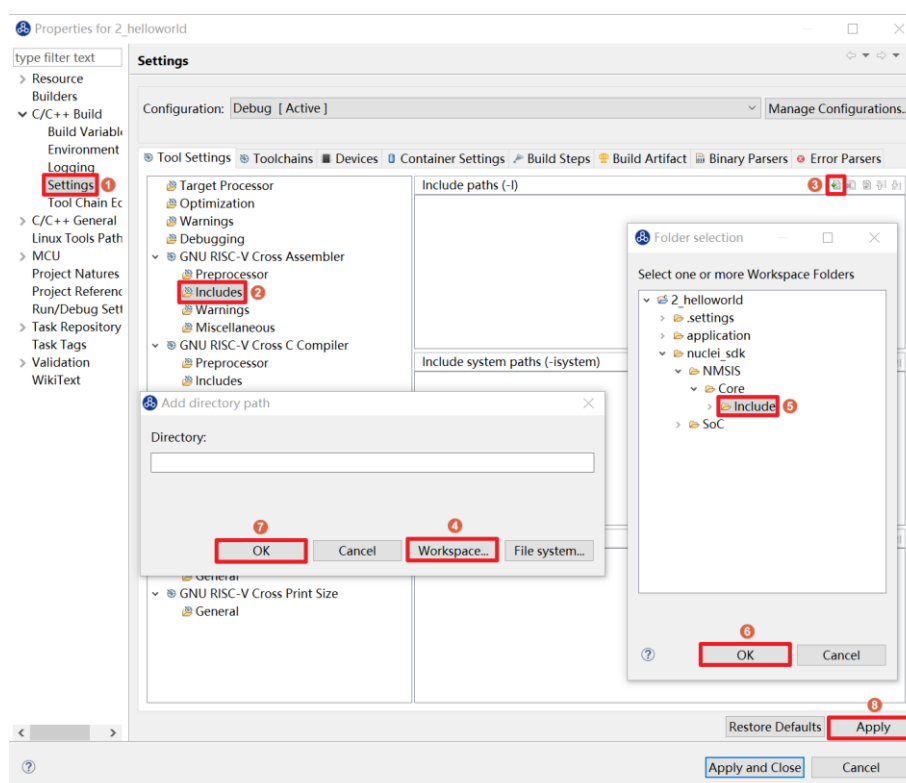 Properties for 2_helloworld
type filter text
Settings
Resource
Builders
C/C++ Build
Build Variable
Environment
Logging
Settings 1
Tool Chain Ec
C/C++ General
Linux Tools Path
MCU
Project Natures
Project Referenc
Run/Debug Sett
Task Repository
Task Tags
Validation
WikiText
Configuration: Debug [ Active ]
Manage Configurations..
Tool Settings Toolchains Devices Container Settings Build Steps Build Artifact Binary Parsers Error Parsers
Target Processor
Optimization
Warnings
Debugging
GNU RISC-V Cross Assembler
Preprocessor
Includes 2
Warnings
Miscellaneous
GNU RISC-V Cross C Compiler
Preprocessor
Includes
Include paths (-I)
3
Include system paths (-isystem)
Folder selection
Select one or more Workspace Folders
2_helloworld
.settings
application
nuclei_sdk
NMSIS
Core
Include 5
SoC
6
OK
Cancel
Add directory path
Directory:
7
4
OK
Cancel
Workspace...
File system...
General
GNU RISC-V Cross Print Size
General
8
Restore Defaults
Apply
Apply and Close
Cancel